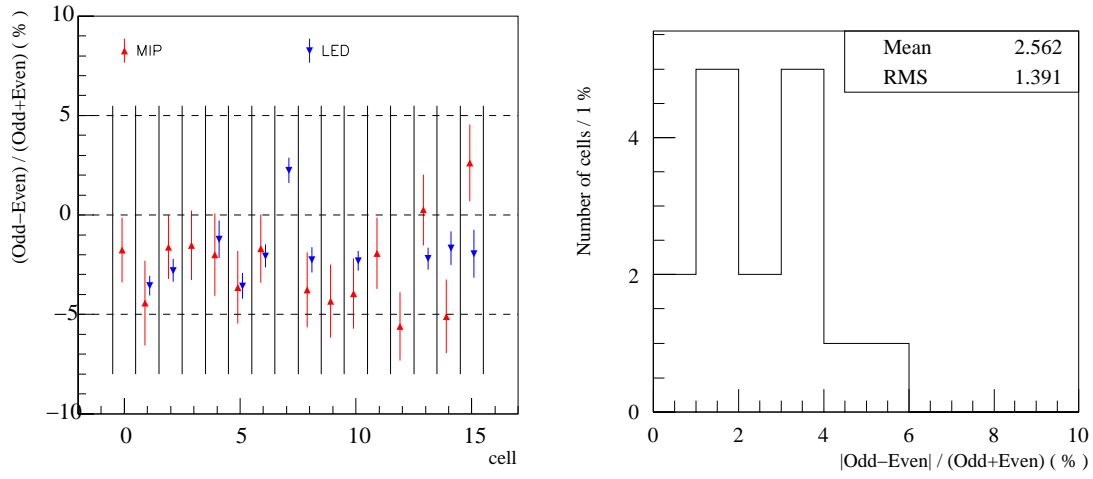 (Odd−Even) / (Odd+Even) ( % )
10
5
0
−5
−10
MIP
LED
0
5
10
15
cell
Number of cells / 1 %
4
2
0
Mean 2.562
RMS 1.391
0
2
4
6
8
10
|Odd−Even| / (Odd+Even) ( % )